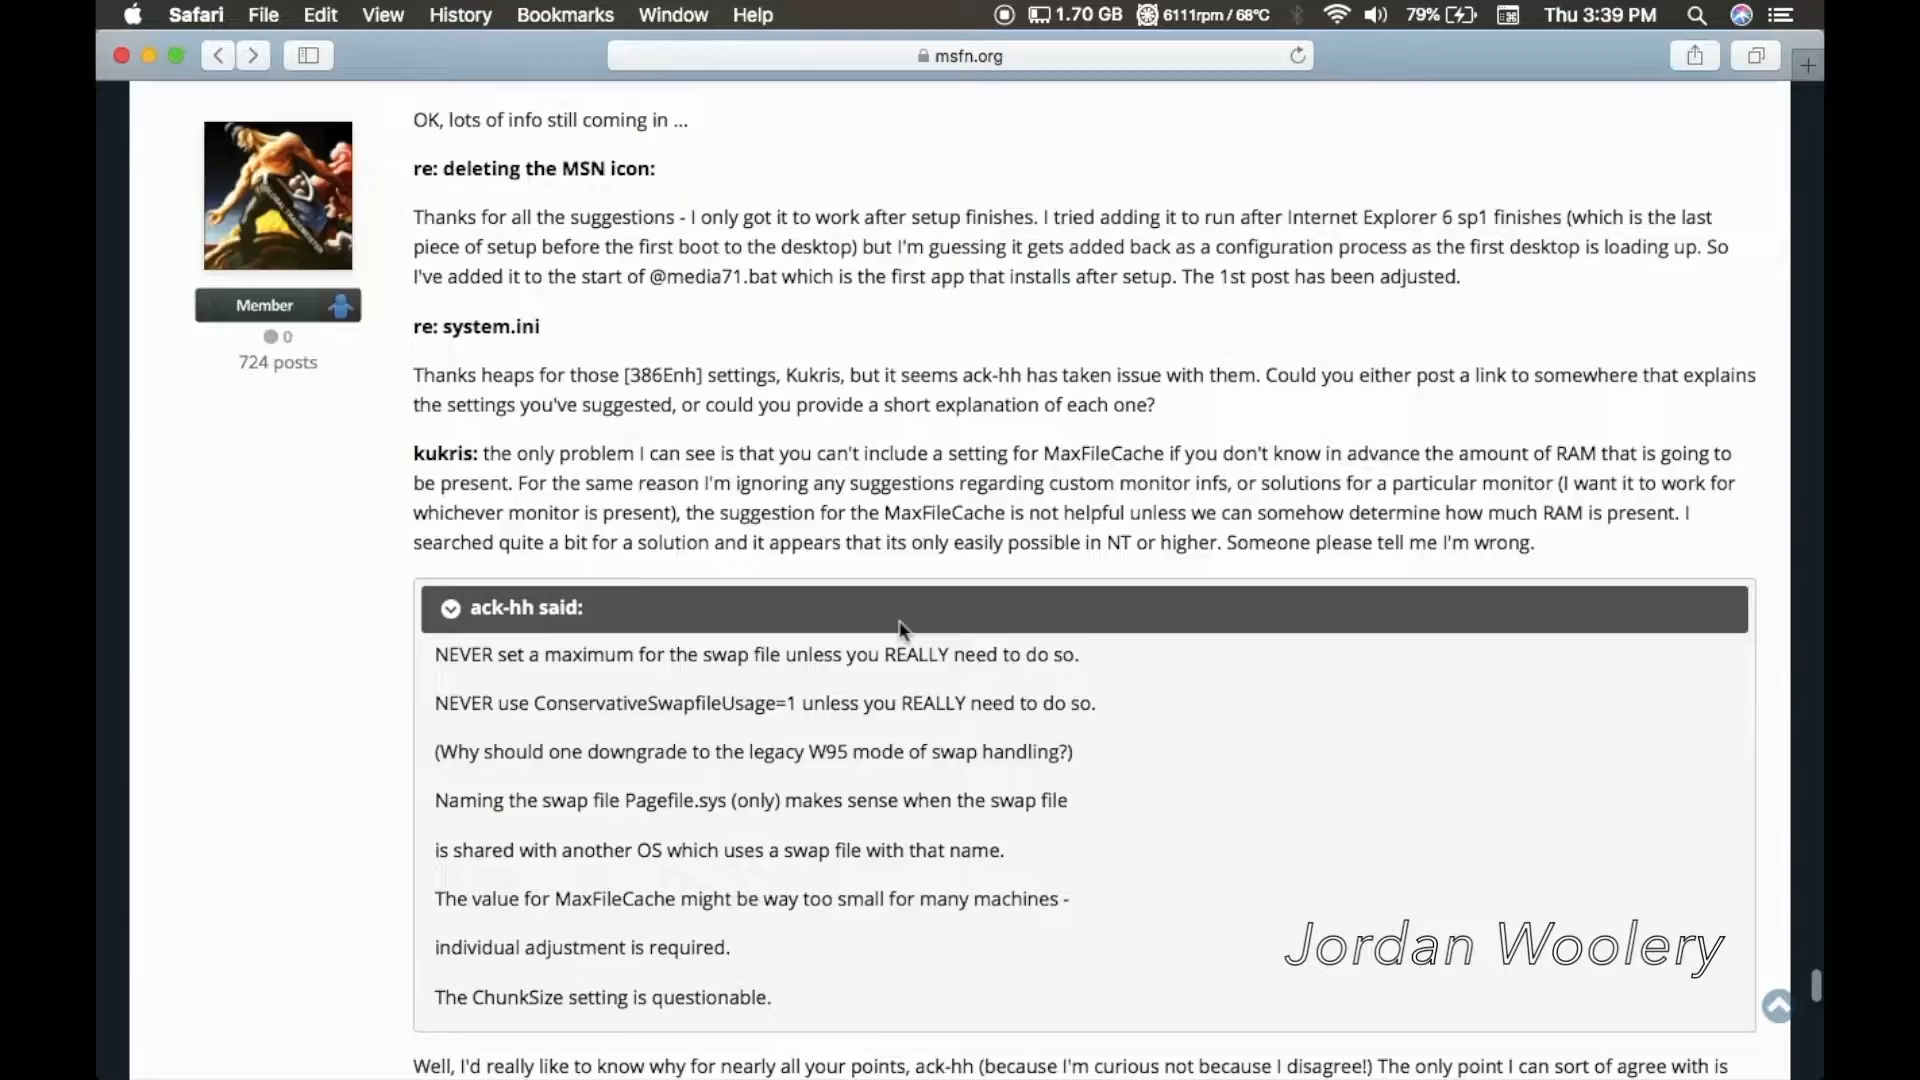 Safari File Edit View History Bookmarks Window Help 1.70 GB 6111rpm / 68°C 79% Thu 3:39 PM
msfn.org
OK, lots of info still coming in ...
re: deleting the MSN icon:
Thanks for all the suggestions - I only got it to work after setup finishes. I tried adding it to run after Internet Explorer 6 sp1 finishes (which is the last
piece of setup before the first boot to the desktop) but I'm guessing it gets added back as a configuration process as the first desktop is loading up. So
I've added it to the start of @media71.bat which is the first app that installs after setup. The 1st post has been adjusted.
Member
0
724 posts
re: system.ini
Thanks heaps for those [386Enh] settings, Kukris, but it seems ack-hh has taken issue with them. Could you either post a link to somewhere that explains
the settings you've suggested, or could you provide a short explanation of each one?
kukris: the only problem I can see is that you can't include a setting for MaxFileCache if you don't know in advance the amount of RAM that is going to
be present. For the same reason I'm ignoring any suggestions regarding custom monitor infs, or solutions for a particular monitor (I want it to work for
whichever monitor is present), the suggestion for the MaxFileCache is not helpful unless we can somehow determine how much RAM is present. I
searched quite a bit for a solution and it appears that its only easily possible in NT or higher. Someone please tell me I'm wrong.
ack-hh said:
NEVER set a maximum for the swap file unless you REALLY need to do so.
NEVER use ConservativeSwapfileUsage=1 unless you REALLY need to do so.
(Why should one downgrade to the legacy W95 mode of swap handling?)
Naming the swap file Pagefile.sys (only) makes sense when the swap file
is shared with another OS which uses a swap file with that name.
The value for MaxFileCache might be way too small for many machines -
individual adjustment is required.
The ChunkSize setting is questionable.
Jordan Woolery
Well, I'd really like to know why for nearly all your points, ack-hh (because I'm curious not because I disagree!) The only point I can sort of agree with is